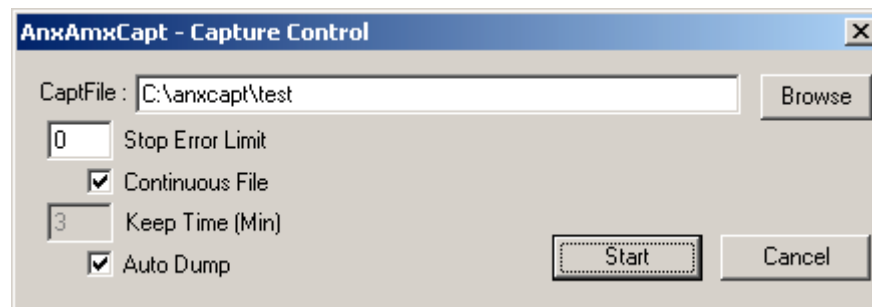 AnxAmxCapt - Capture Control
CaptFile : C:\anxcapt\test
Browse
0 Stop Error Limit
Continuous File
3 Keep Time (Min)
Auto Dump
Start Cancel